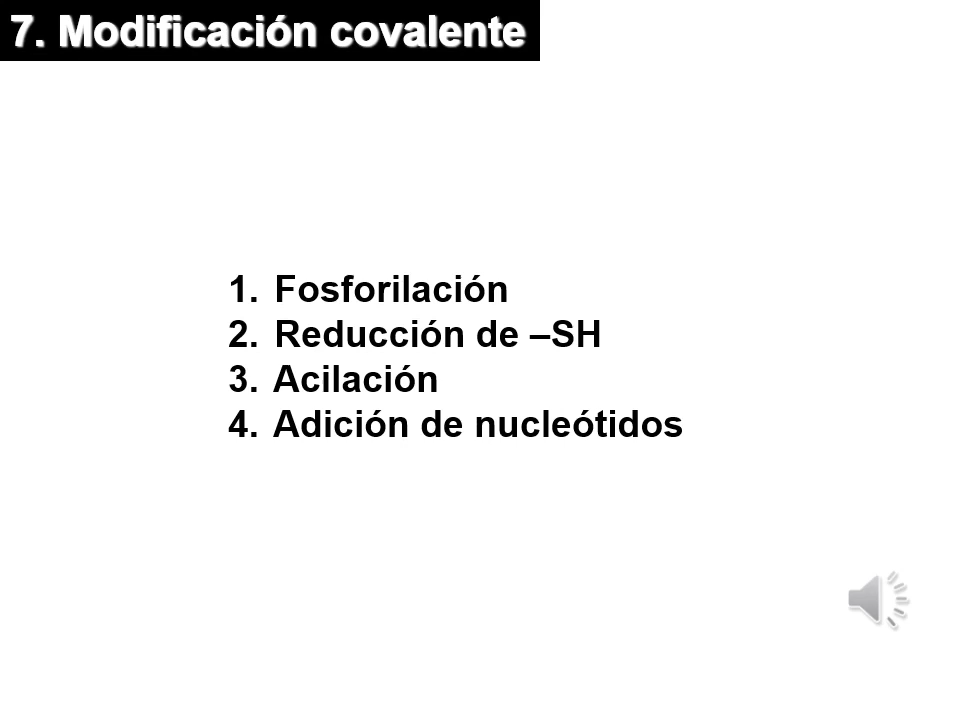 7. Modificación covalente
1. Fosforilación
2. Reducción de –SH
3. Acilación
4. Adición de nucleótidos